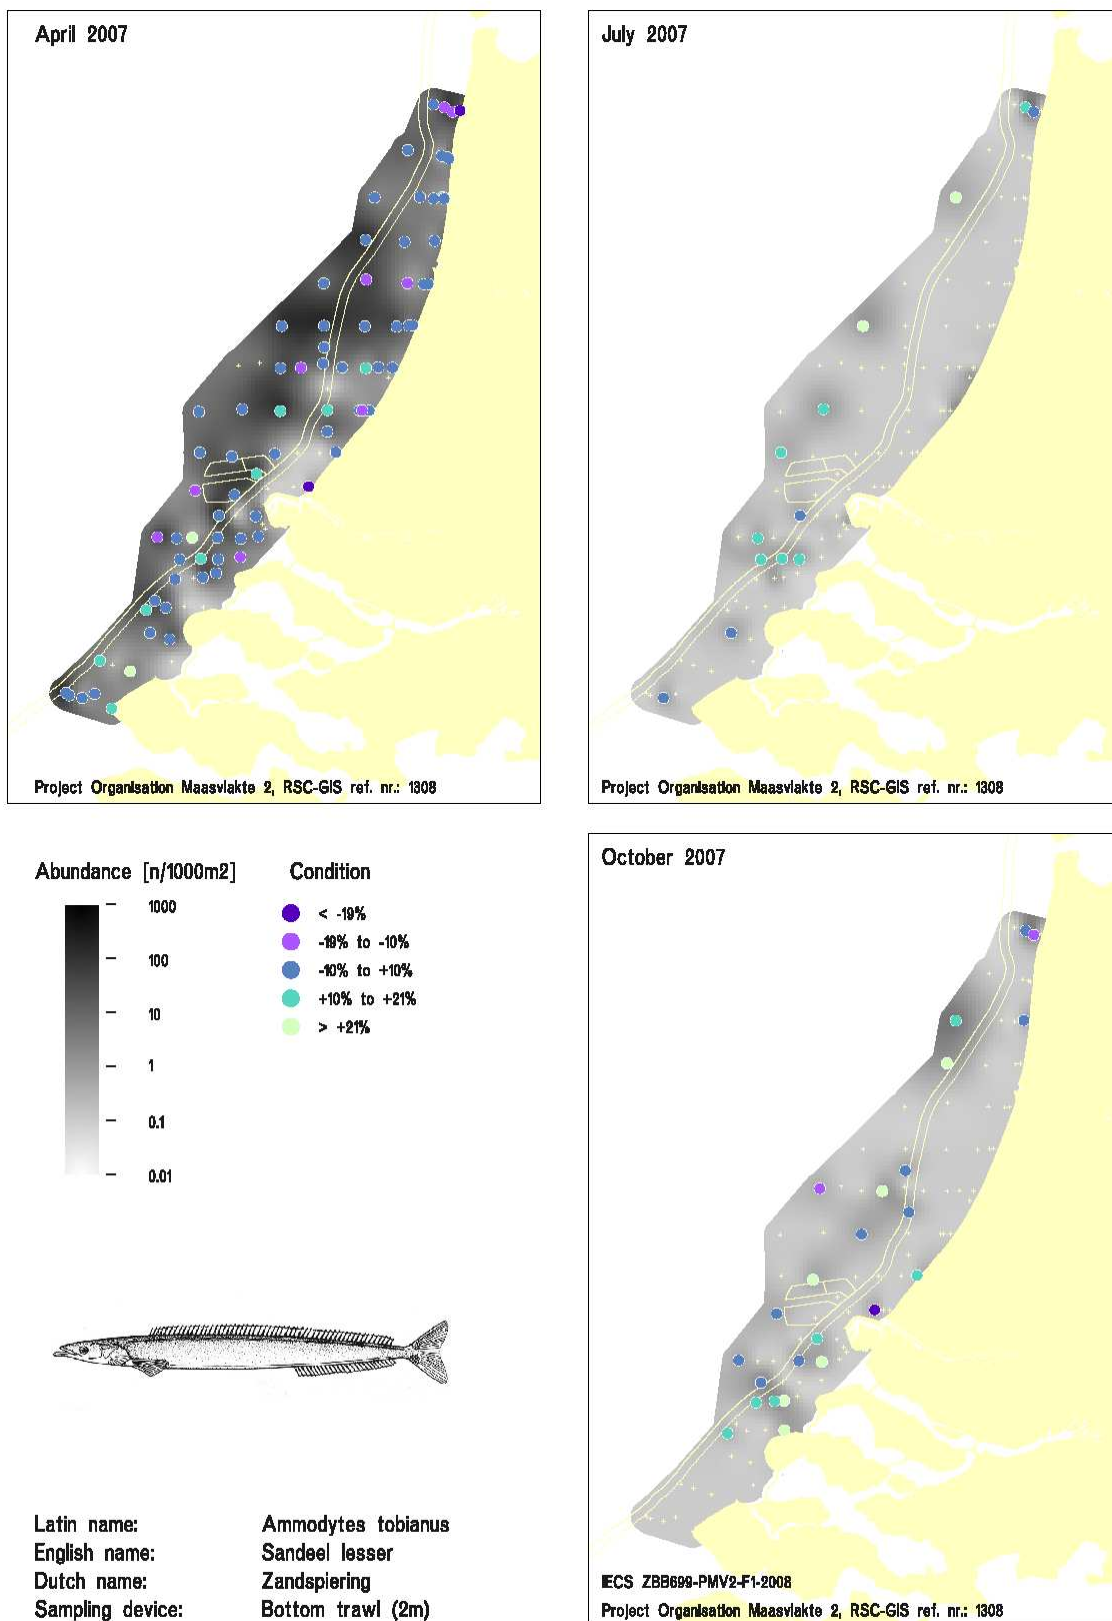 April 2007
Project Organisation Maasvlakte 2, RSC-GIS ref. nr.: 1308
July 2007
Project Organisation Maasvlakte 2, RSC-GIS ref. nr.: 1308
Abundance [n/1000m2]
1000
100
10
1
0.1
0.01
Condition
< -19%
-19% to -10%
-10% to +10%
+10% to +21%
> +21%
October 2007
IECS ZBB699-PMV2-F1-2008
Project Organisation Maasvlakte 2, RSC-GIS ref. nr.: 1308
Latin name: Ammodytes tobianus
English name: Sandeel lesser
Dutch name: Zandspiering
Sampling device: Bottom trawl (2m)